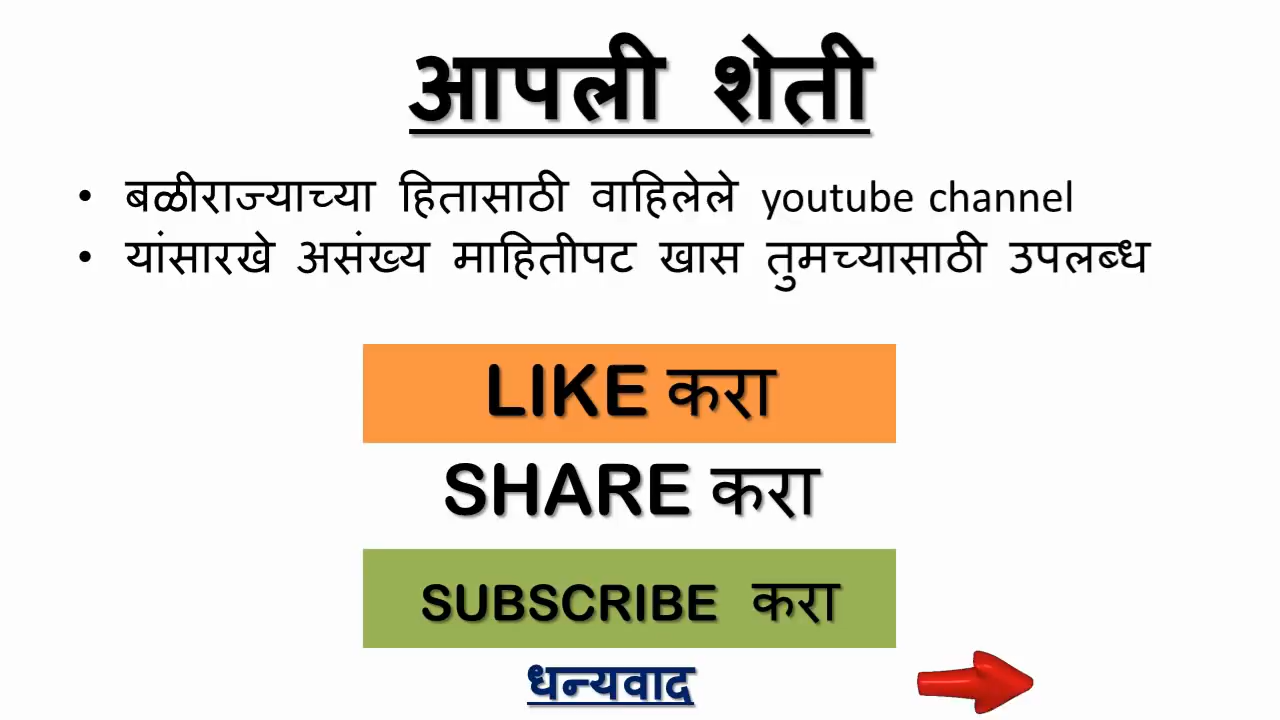 आपली शेती
• बळीराज्याच्या हितासाठी वाहिलेले youtube channel
• यांसारखे असंख्य माहितीपट खास तुमच्यासाठी उपलब्ध
LIKE करा
SHARE करा
SUBSCRIBE करा
धन्यवाद